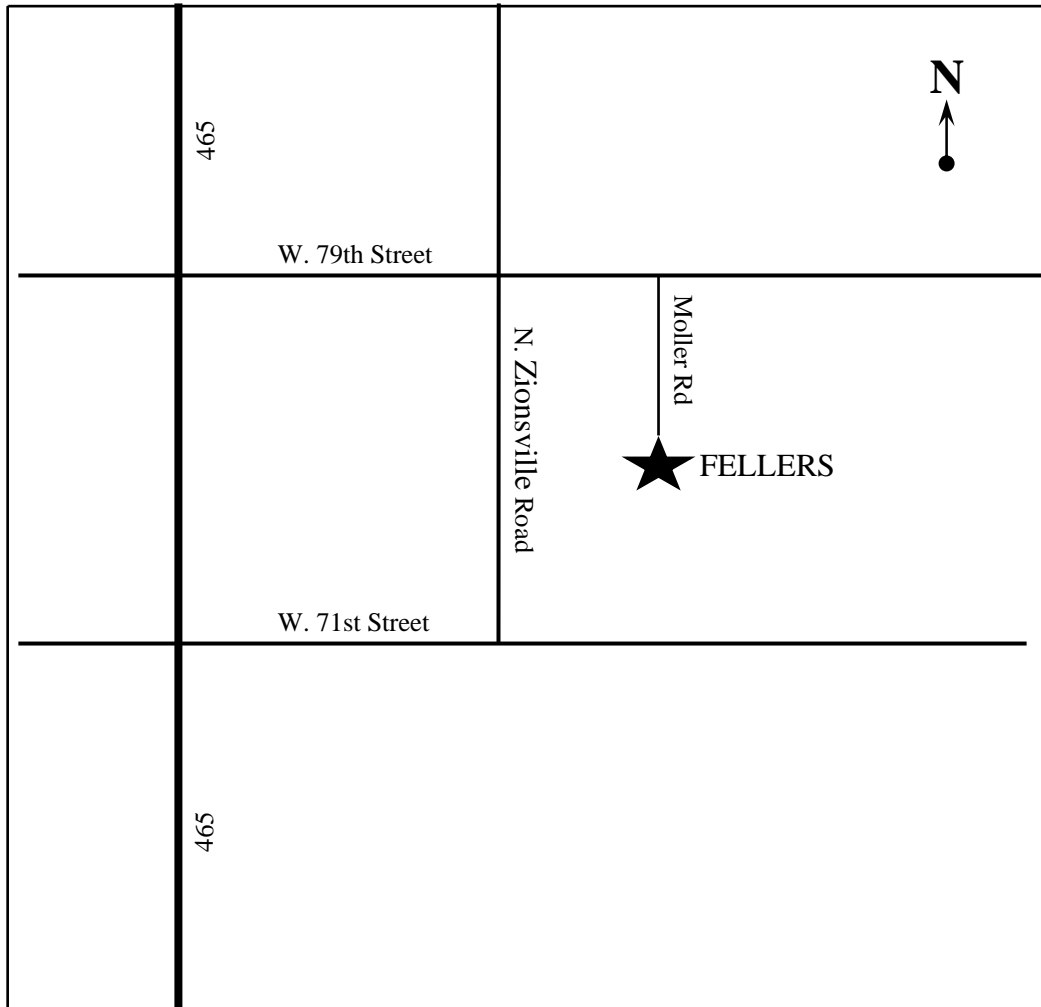 N
465
W. 79th Street
Moller Rd
N. Zionsville Road
FELLERS
W. 71st Street
465